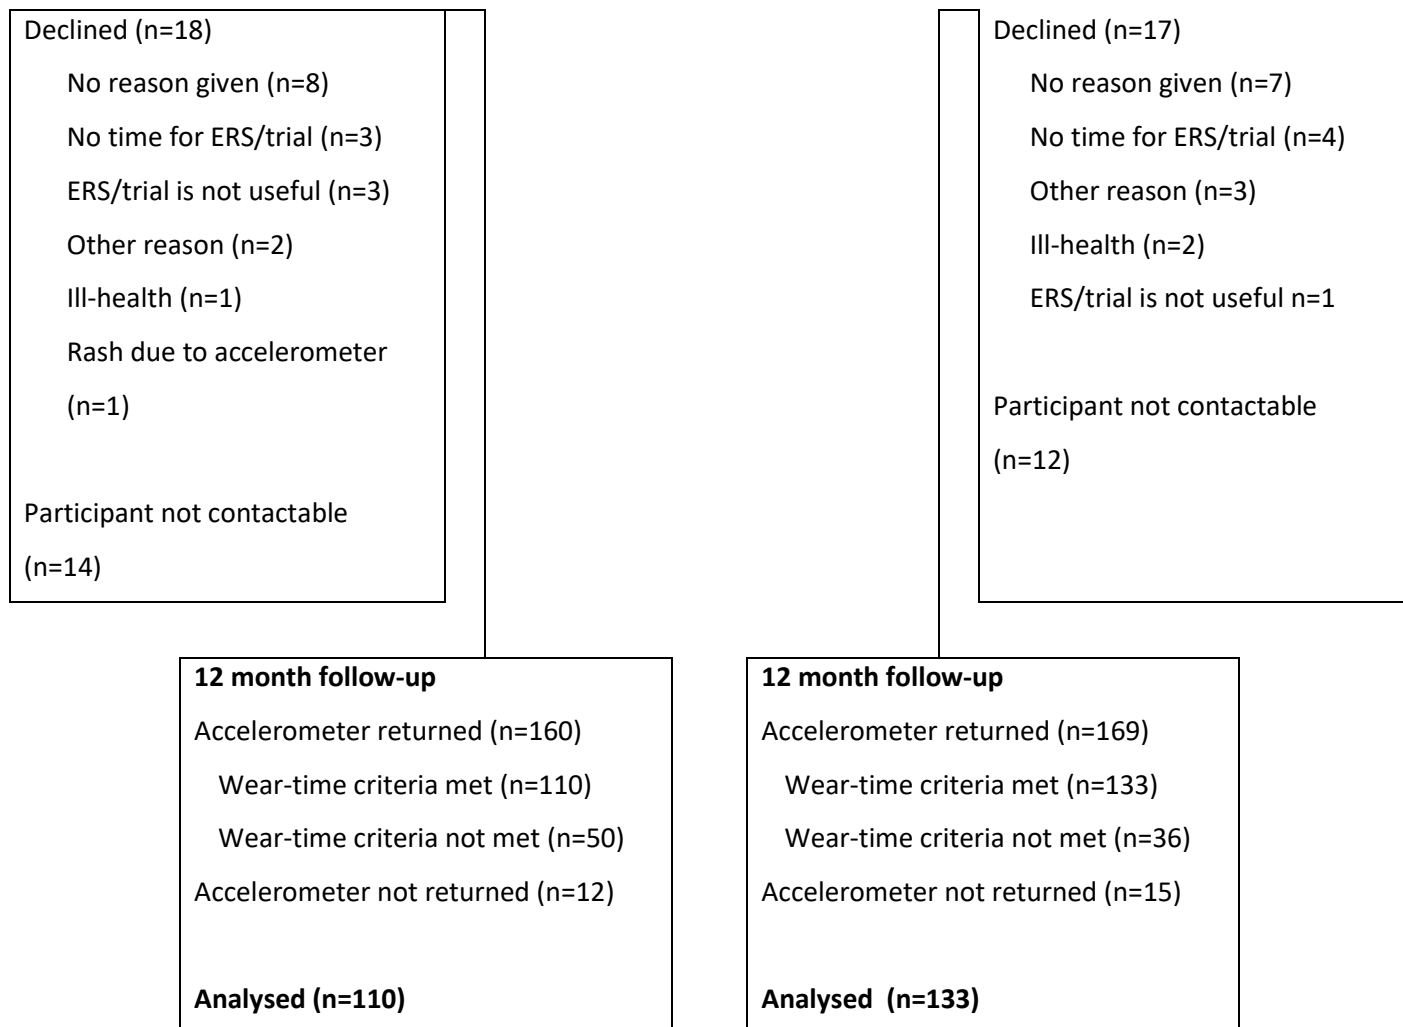 Declined (n=18)
No reason given (n=8)
No time for ERS/trial (n=3)
ERS/trial is not useful (n=3)
Other reason (n=2)
Ill-health (n=1)
Rash due to accelerometer
(n=1)
Participant not contactable
(n=14)
Declined (n=17)
No reason given (n=7)
No time for ERS/trial (n=4)
Other reason (n=3)
Ill-health (n=2)
ERS/trial is not useful n=1
Participant not contactable
(n=12)
12 month follow-up
Accelerometer returned (n=160)
Wear-time criteria met (n=110)
Wear-time criteria not met (n=50)
Accelerometer not returned (n=12)
Analysed (n=110)
12 month follow-up
Accelerometer returned (n=169)
Wear-time criteria met (n=133)
Wear-time criteria not met (n=36)
Accelerometer not returned (n=15)
Analysed  (n=133)